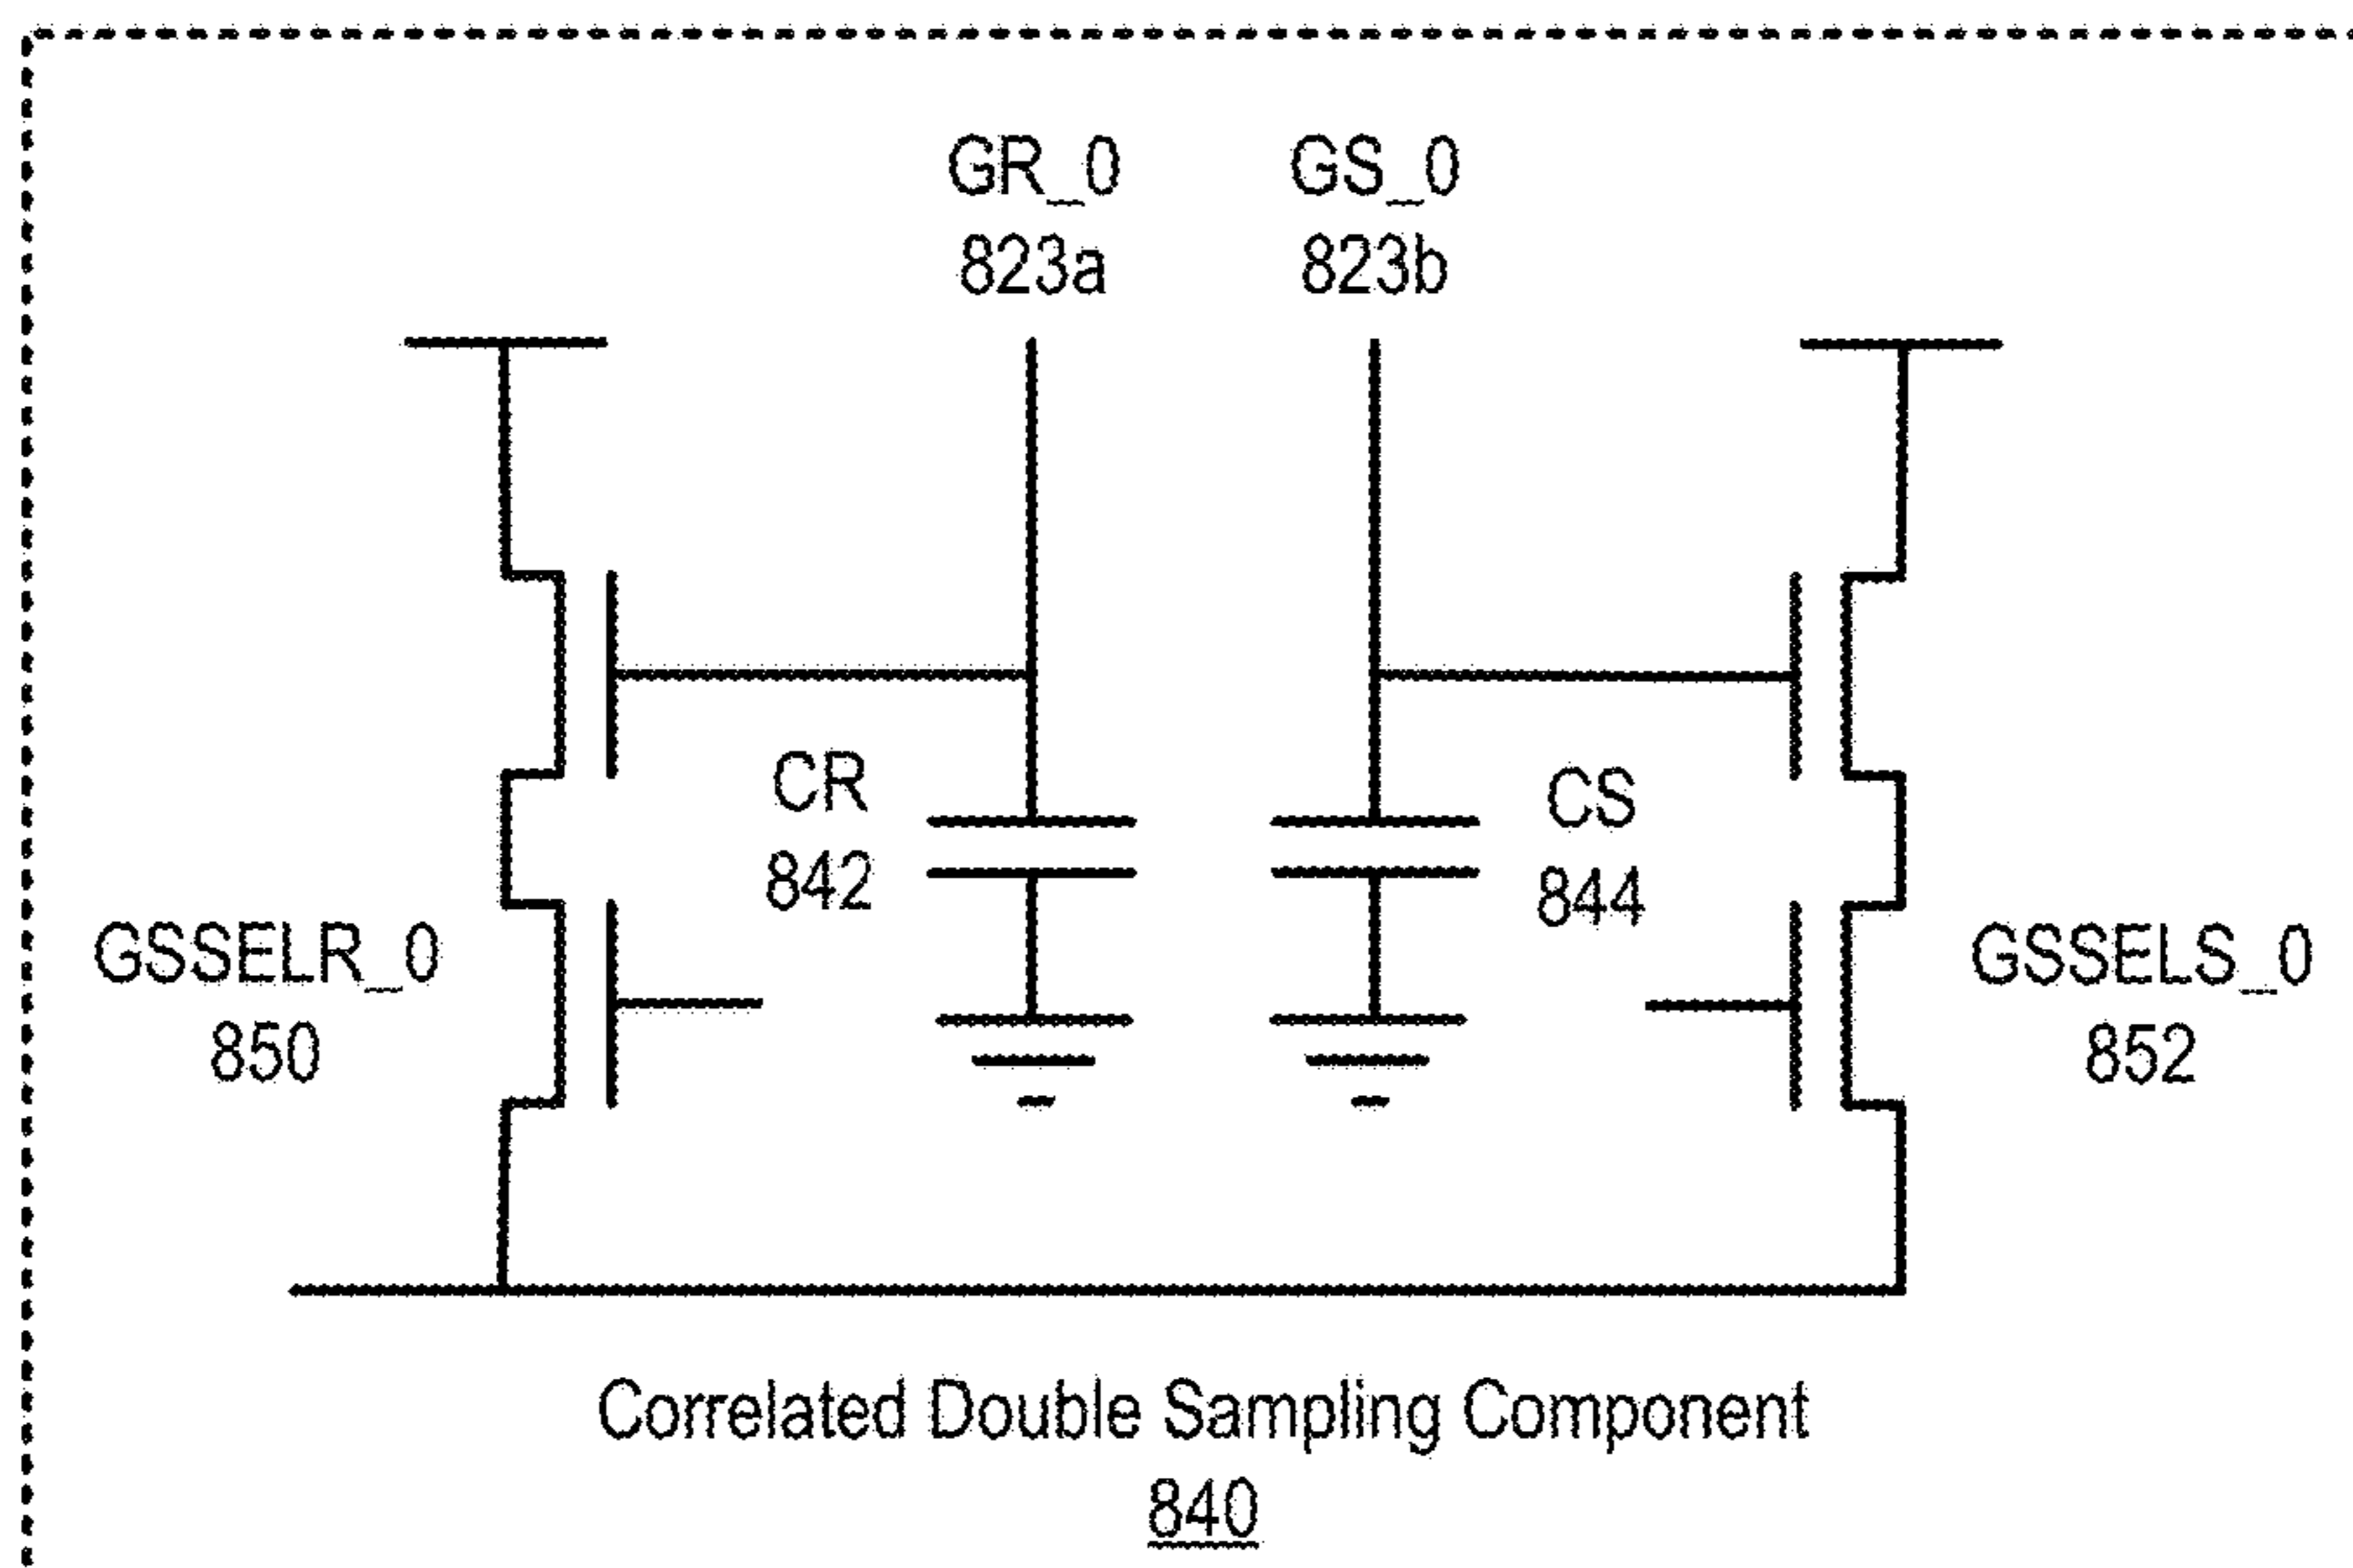 GR_0
823a
GS_0
823b
CR
842
CS
844
GSSELR_0
850
GSSELS_0
852
Correlated Double Sampling Component
840